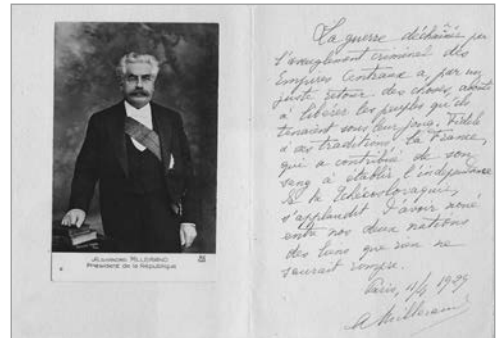 ALEXANDRE MILLERAND
Président de la République
La guerre déchaînée par
l'aveuglement criminel des
Empires Centraux a, par un
juste retour des choses, abouti
à libérer les peuples qu'ils
tenaient sous leur joug. Fidèle
à ses traditions, la France,
qui a contribué de son
sang à établir l'indépendance
de la Tchécoslovaquie,
s'applaudit d'avoir noué
entre nos deux nations
des liens que rien ne
saurait rompre.
Paris, 11/4 1929
A Millerand